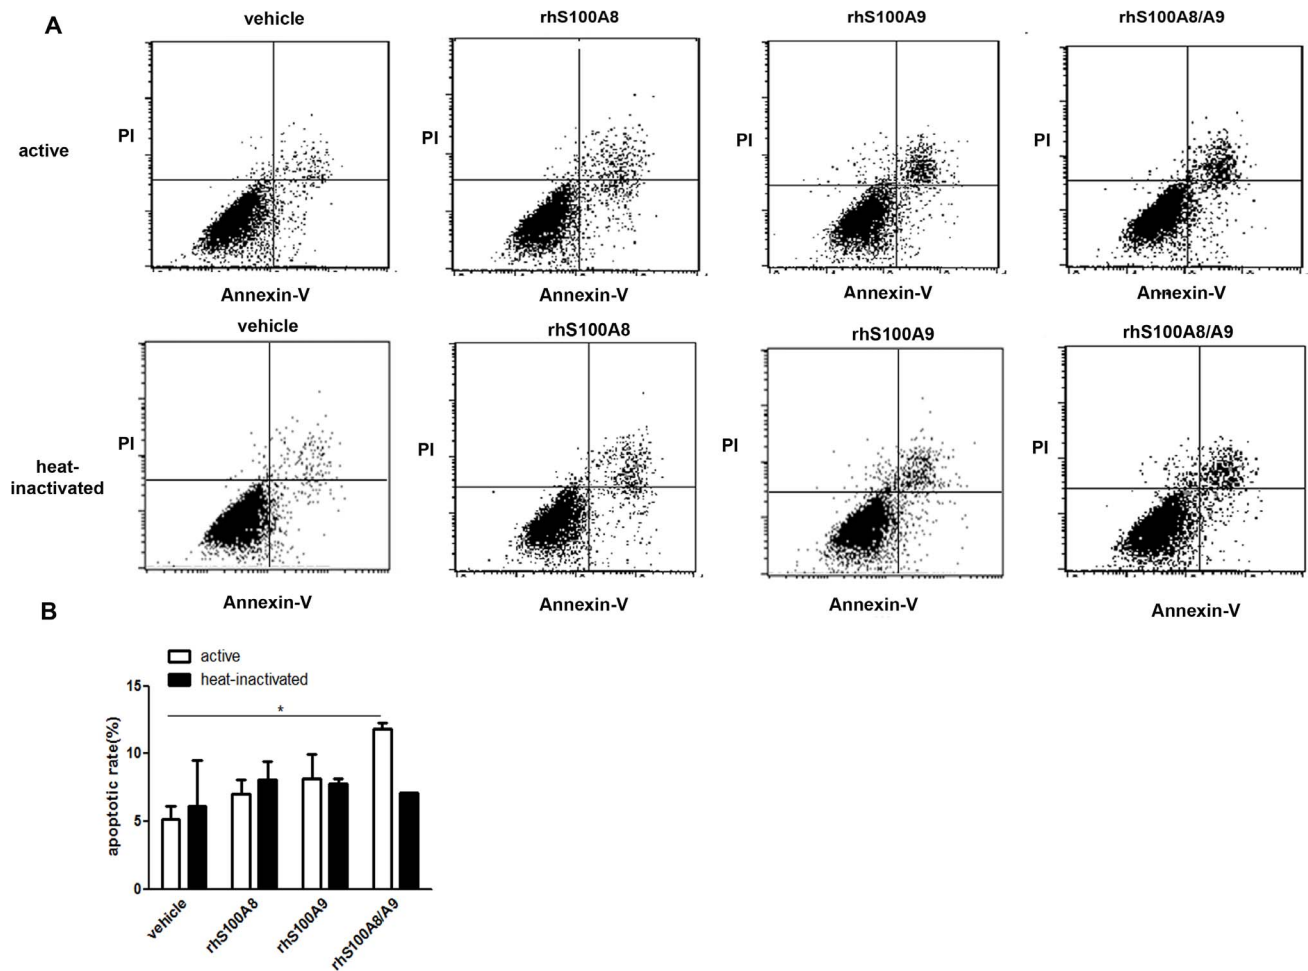 A
vehicle
rhS100A8
rhS100A9
rhS100A8/A9
active
PI
PI
PI
PI
Annexin-V
Annexin-V
Annexin-V
Annexin-V
vehicle
rhS100A8
rhS100A9
rhS100A8/A9
heat-
inactivated
PI
PI
PI
PI
Annexin-V
Annexin-V
Annexin-V
Annexin-V
B
active
heat-inactivated
apoptotic rate(%)
15
10
5
0
*
vehicle
rhS100A8
rhS100A9
rhS100A8/A9